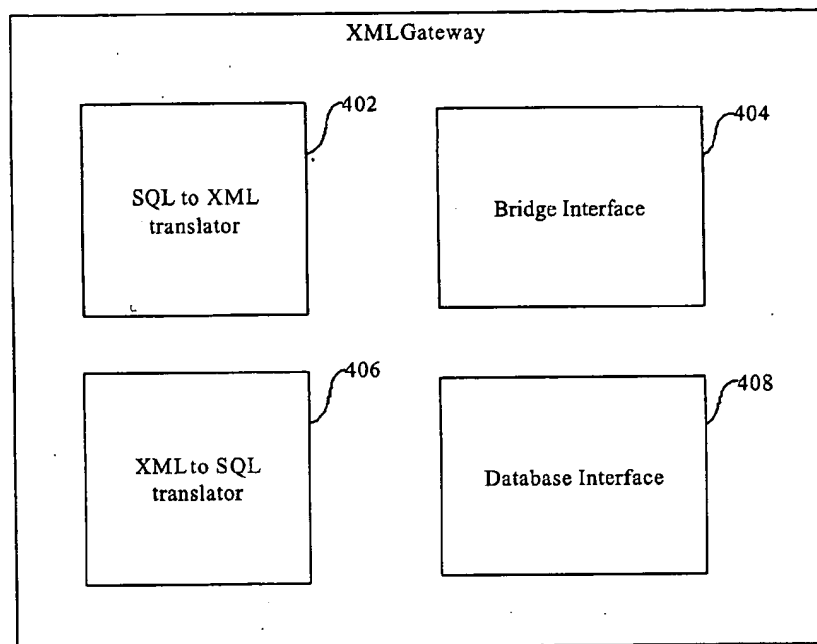 XMLGateway
402
SQL to XML
translator
404
Bridge Interface
406
XML to SQL
translator
408
Database Interface